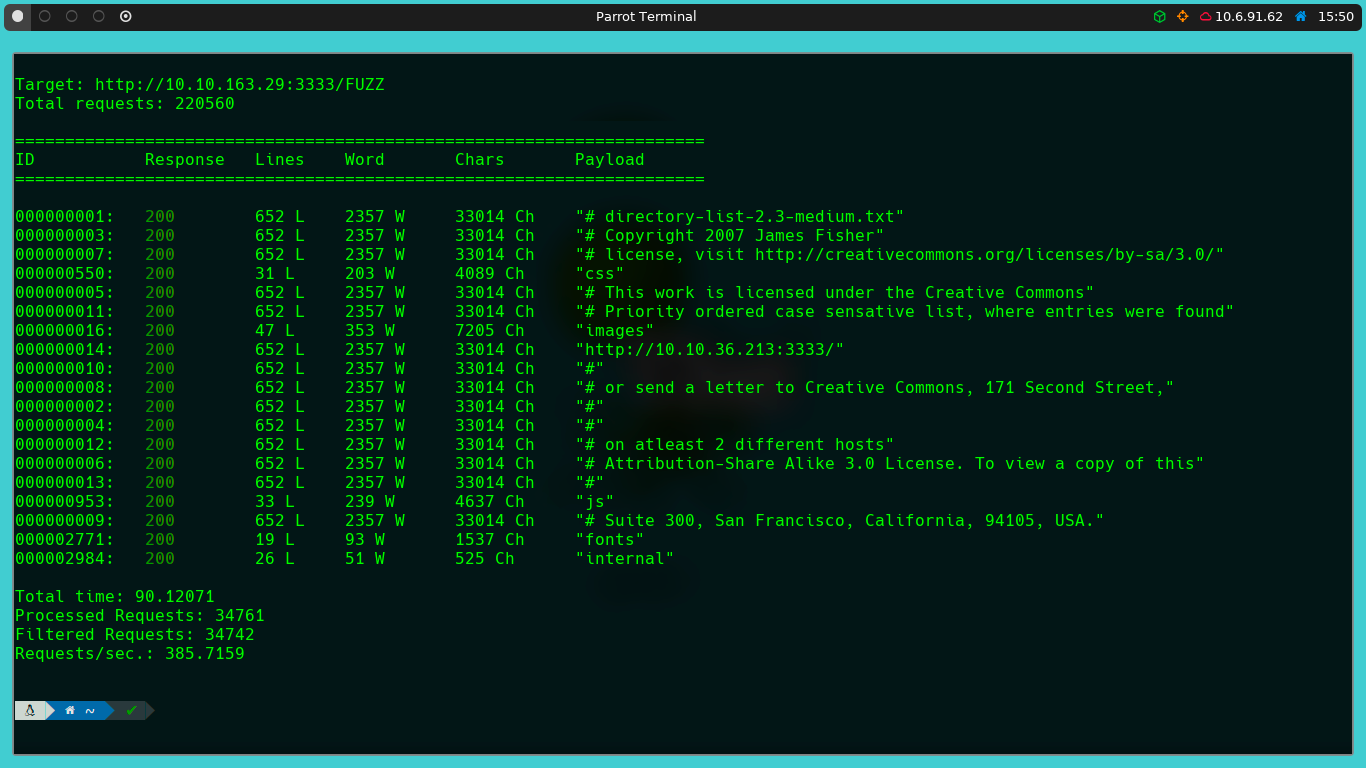 Parrot Terminal
10.6.91.62 15:50
Target: http://10.10.163.29:3333/FUZZ
Total requests: 220560
=====================================================================
ID Response Lines Word Chars Payload
=====================================================================
000000001: 200 652 L 2357 W 33014 Ch "# directory-list-2.3-medium.txt"
000000003: 200 652 L 2357 W 33014 Ch "# Copyright 2007 James Fisher"
000000007: 200 652 L 2357 W 33014 Ch "# license, visit http://creativecommons.org/licenses/by-sa/3.0/"
000000550: 200 31 L 203 W 4089 Ch "css"
000000005: 200 652 L 2357 W 33014 Ch "# This work is licensed under the Creative Commons"
000000011: 200 652 L 2357 W 33014 Ch "# Priority ordered case sensative list, where entries were found"
000000016: 200 47 L 353 W 7205 Ch "images"
000000014: 200 652 L 2357 W 33014 Ch "http://10.10.36.213:3333/"
000000010: 200 652 L 2357 W 33014 Ch "#"
000000008: 200 652 L 2357 W 33014 Ch "# or send a letter to Creative Commons, 171 Second Street,"
000000002: 200 652 L 2357 W 33014 Ch "#"
000000004: 200 652 L 2357 W 33014 Ch "#"
000000012: 200 652 L 2357 W 33014 Ch "# on atleast 2 different hosts"
000000006: 200 652 L 2357 W 33014 Ch "# Attribution-Share Alike 3.0 License. To view a copy of this"
000000013: 200 652 L 2357 W 33014 Ch "#"
000000953: 200 33 L 239 W 4637 Ch "js"
000000009: 200 652 L 2357 W 33014 Ch "# Suite 300, San Francisco, California, 94105, USA."
000002771: 200 19 L 93 W 1537 Ch "fonts"
000002984: 200 26 L 51 W 525 Ch "internal"
Total time: 90.12071
Processed Requests: 34761
Filtered Requests: 34742
Requests/sec.: 385.7159
~ ✔